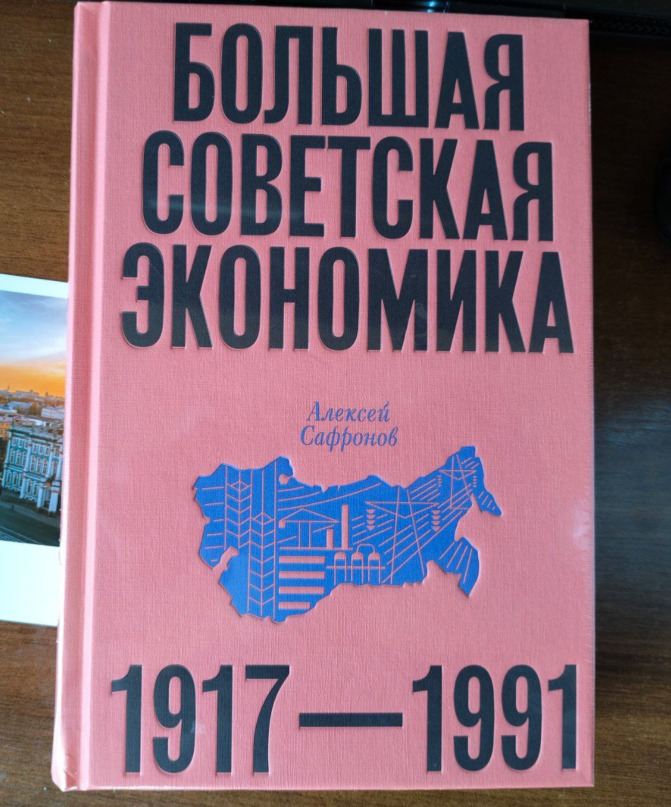 БОЛЬШАЯ
СОВЕТСКАЯ
ЭКОНОМИКА
Алексей
Сафронов
1917—1991